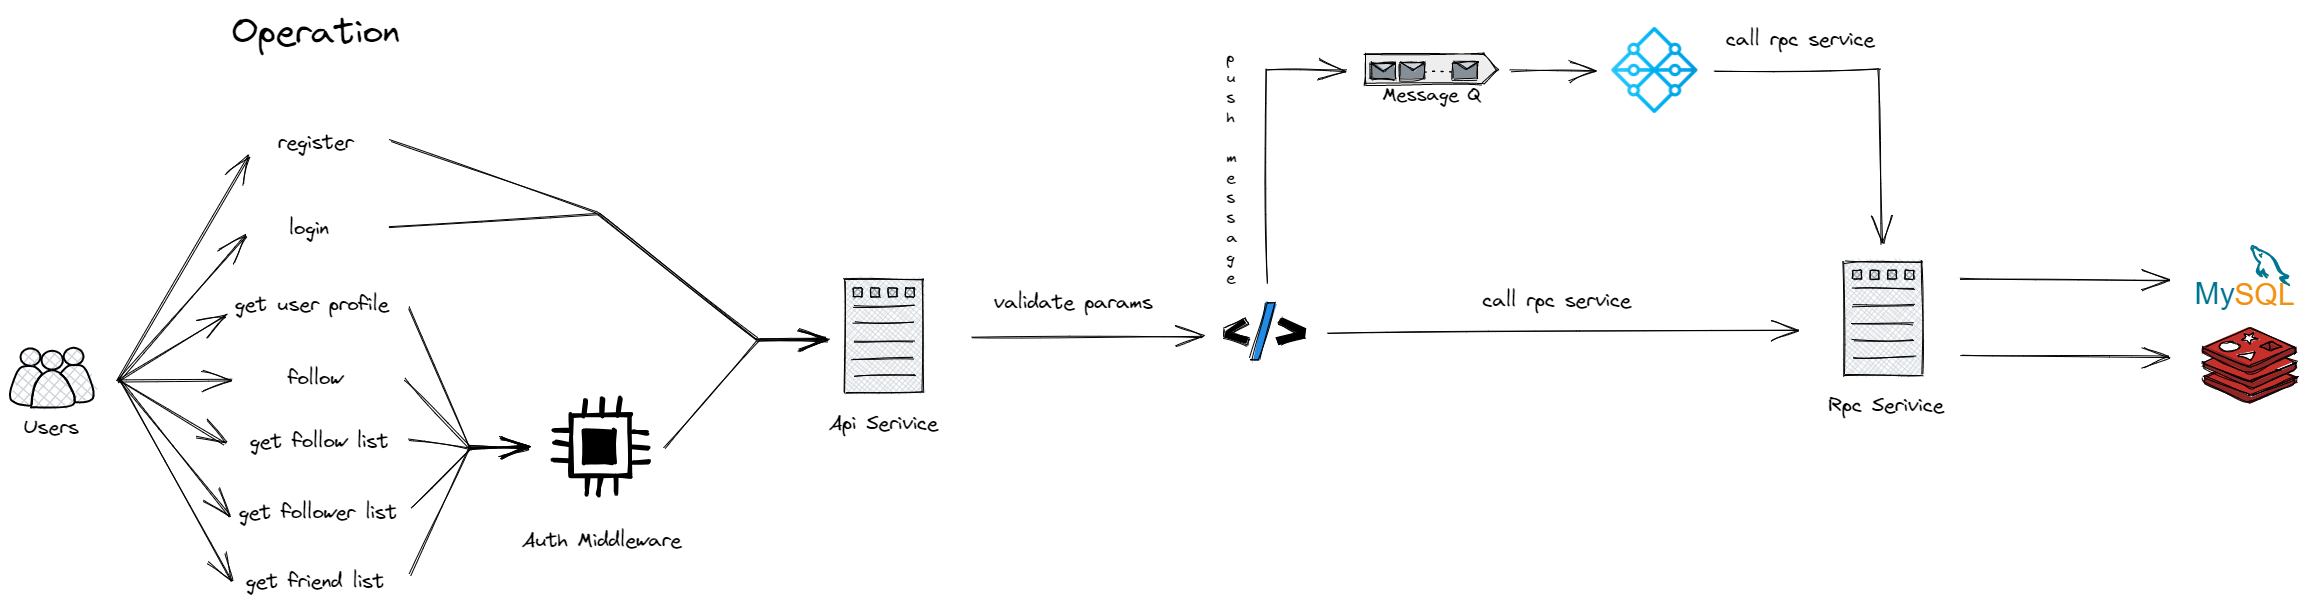 Operation
register
login
get user profile
follow
get follow list
get follower list
get friend list
Users
Auth Middleware
Api Serivice
validate params
push message
Message Q
call rpc service
call rpc service
Rpc Serivice
MySQL